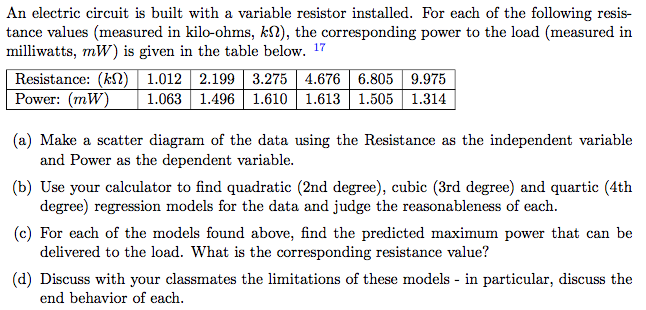 An electric circuit is built with a variable resistor installed. For each of the following resis-
tance values (measured in kilo-ohms, kΩ), the corresponding power to the load (measured in
milliwatts, mW) is given in the table below. 17
Resistance: (kΩ) 1.012 2.199 3.275 4.676 6.805 9.975
Power: (mW) 1.063 1.496 1.610 1.613 1.505 1.314
(a) Make a scatter diagram of the data using the Resistance as the independent variable
and Power as the dependent variable.
(b) Use your calculator to find quadratic (2nd degree), cubic (3rd degree) and quartic (4th
degree) regression models for the data and judge the reasonableness of each.
(c) For each of the models found above, find the predicted maximum power that can be
delivered to the load. What is the corresponding resistance value?
(d) Discuss with your classmates the limitations of these models - in particular, discuss the
end behavior of each.